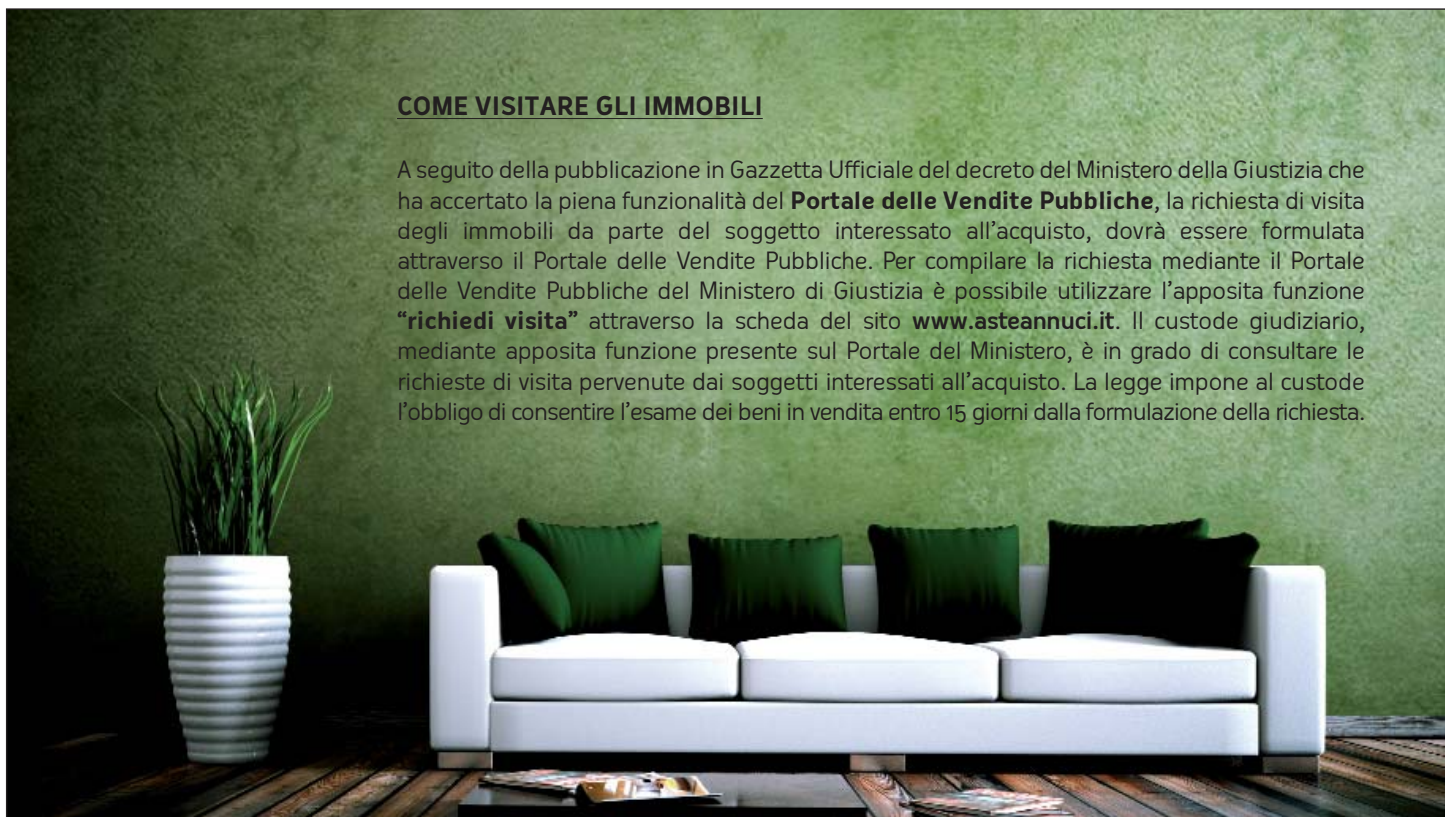 COME VISITARE GLI IMMOBILI
A seguito della pubblicazione in Gazzetta Ufficiale del decreto del Ministero della Giustizia che
ha accertato la piena funzionalità del Portale delle Vendite Pubbliche, la richiesta di visita
degli immobili da parte del soggetto interessato all'acquisto, dovrà essere formulata
attraverso il Portale delle Vendite Pubbliche. Per compilare la richiesta mediante il Portale
delle Vendite Pubbliche del Ministero di Giustizia è possibile utilizzare l'apposita funzione
“richiedi visita” attraverso la scheda del sito www.asteannuci.it. Il custode giudiziario,
mediante apposita funzione presente sul Portale del Ministero, è in grado di consultare le
richieste di visita pervenute dai soggetti interessati all'acquisto. La legge impone al custode
l'obbligo di consentire l'esame dei beni in vendita entro 15 giorni dalla formulazione della richiesta.